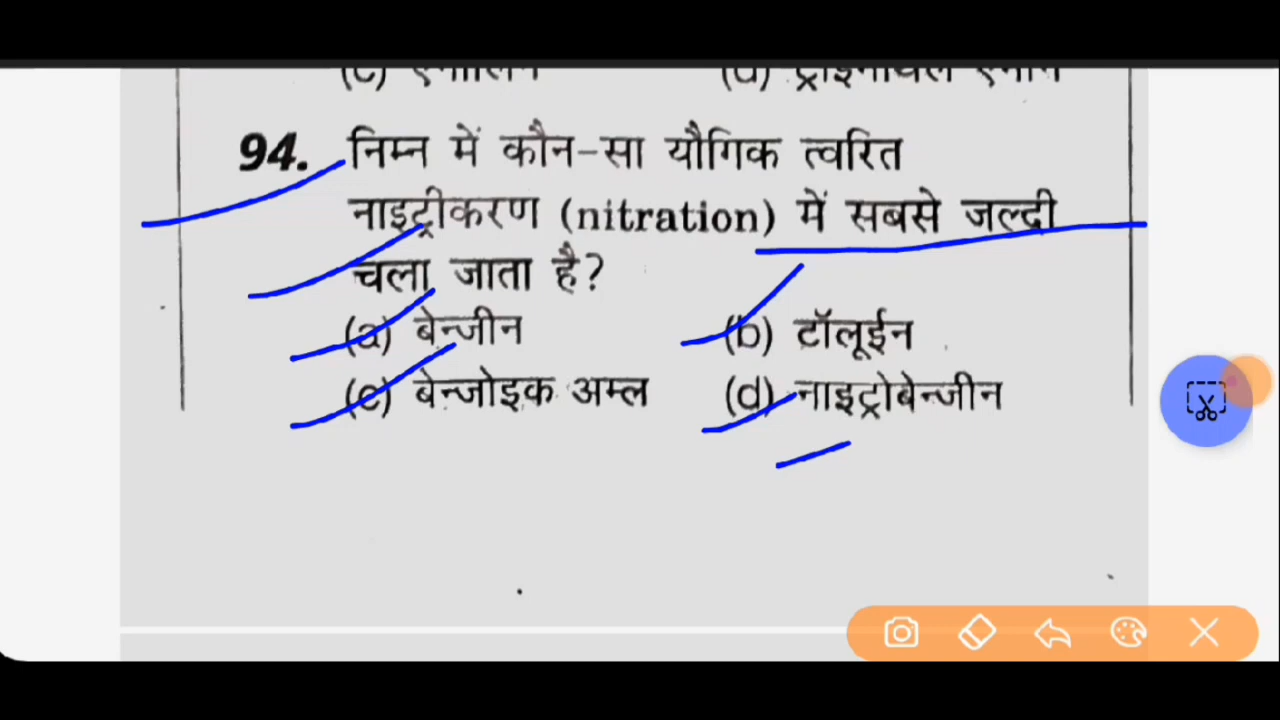 94. निम्न में कौन-सा यौगिक त्वरित
नाइट्रीकरण (nitration) में सबसे जल्दी
चला जाता है?
(a) बेन्जीन (b) टॉलूईन
(c) बेन्जोइक अम्ल (d) नाइट्रोबेन्जीन